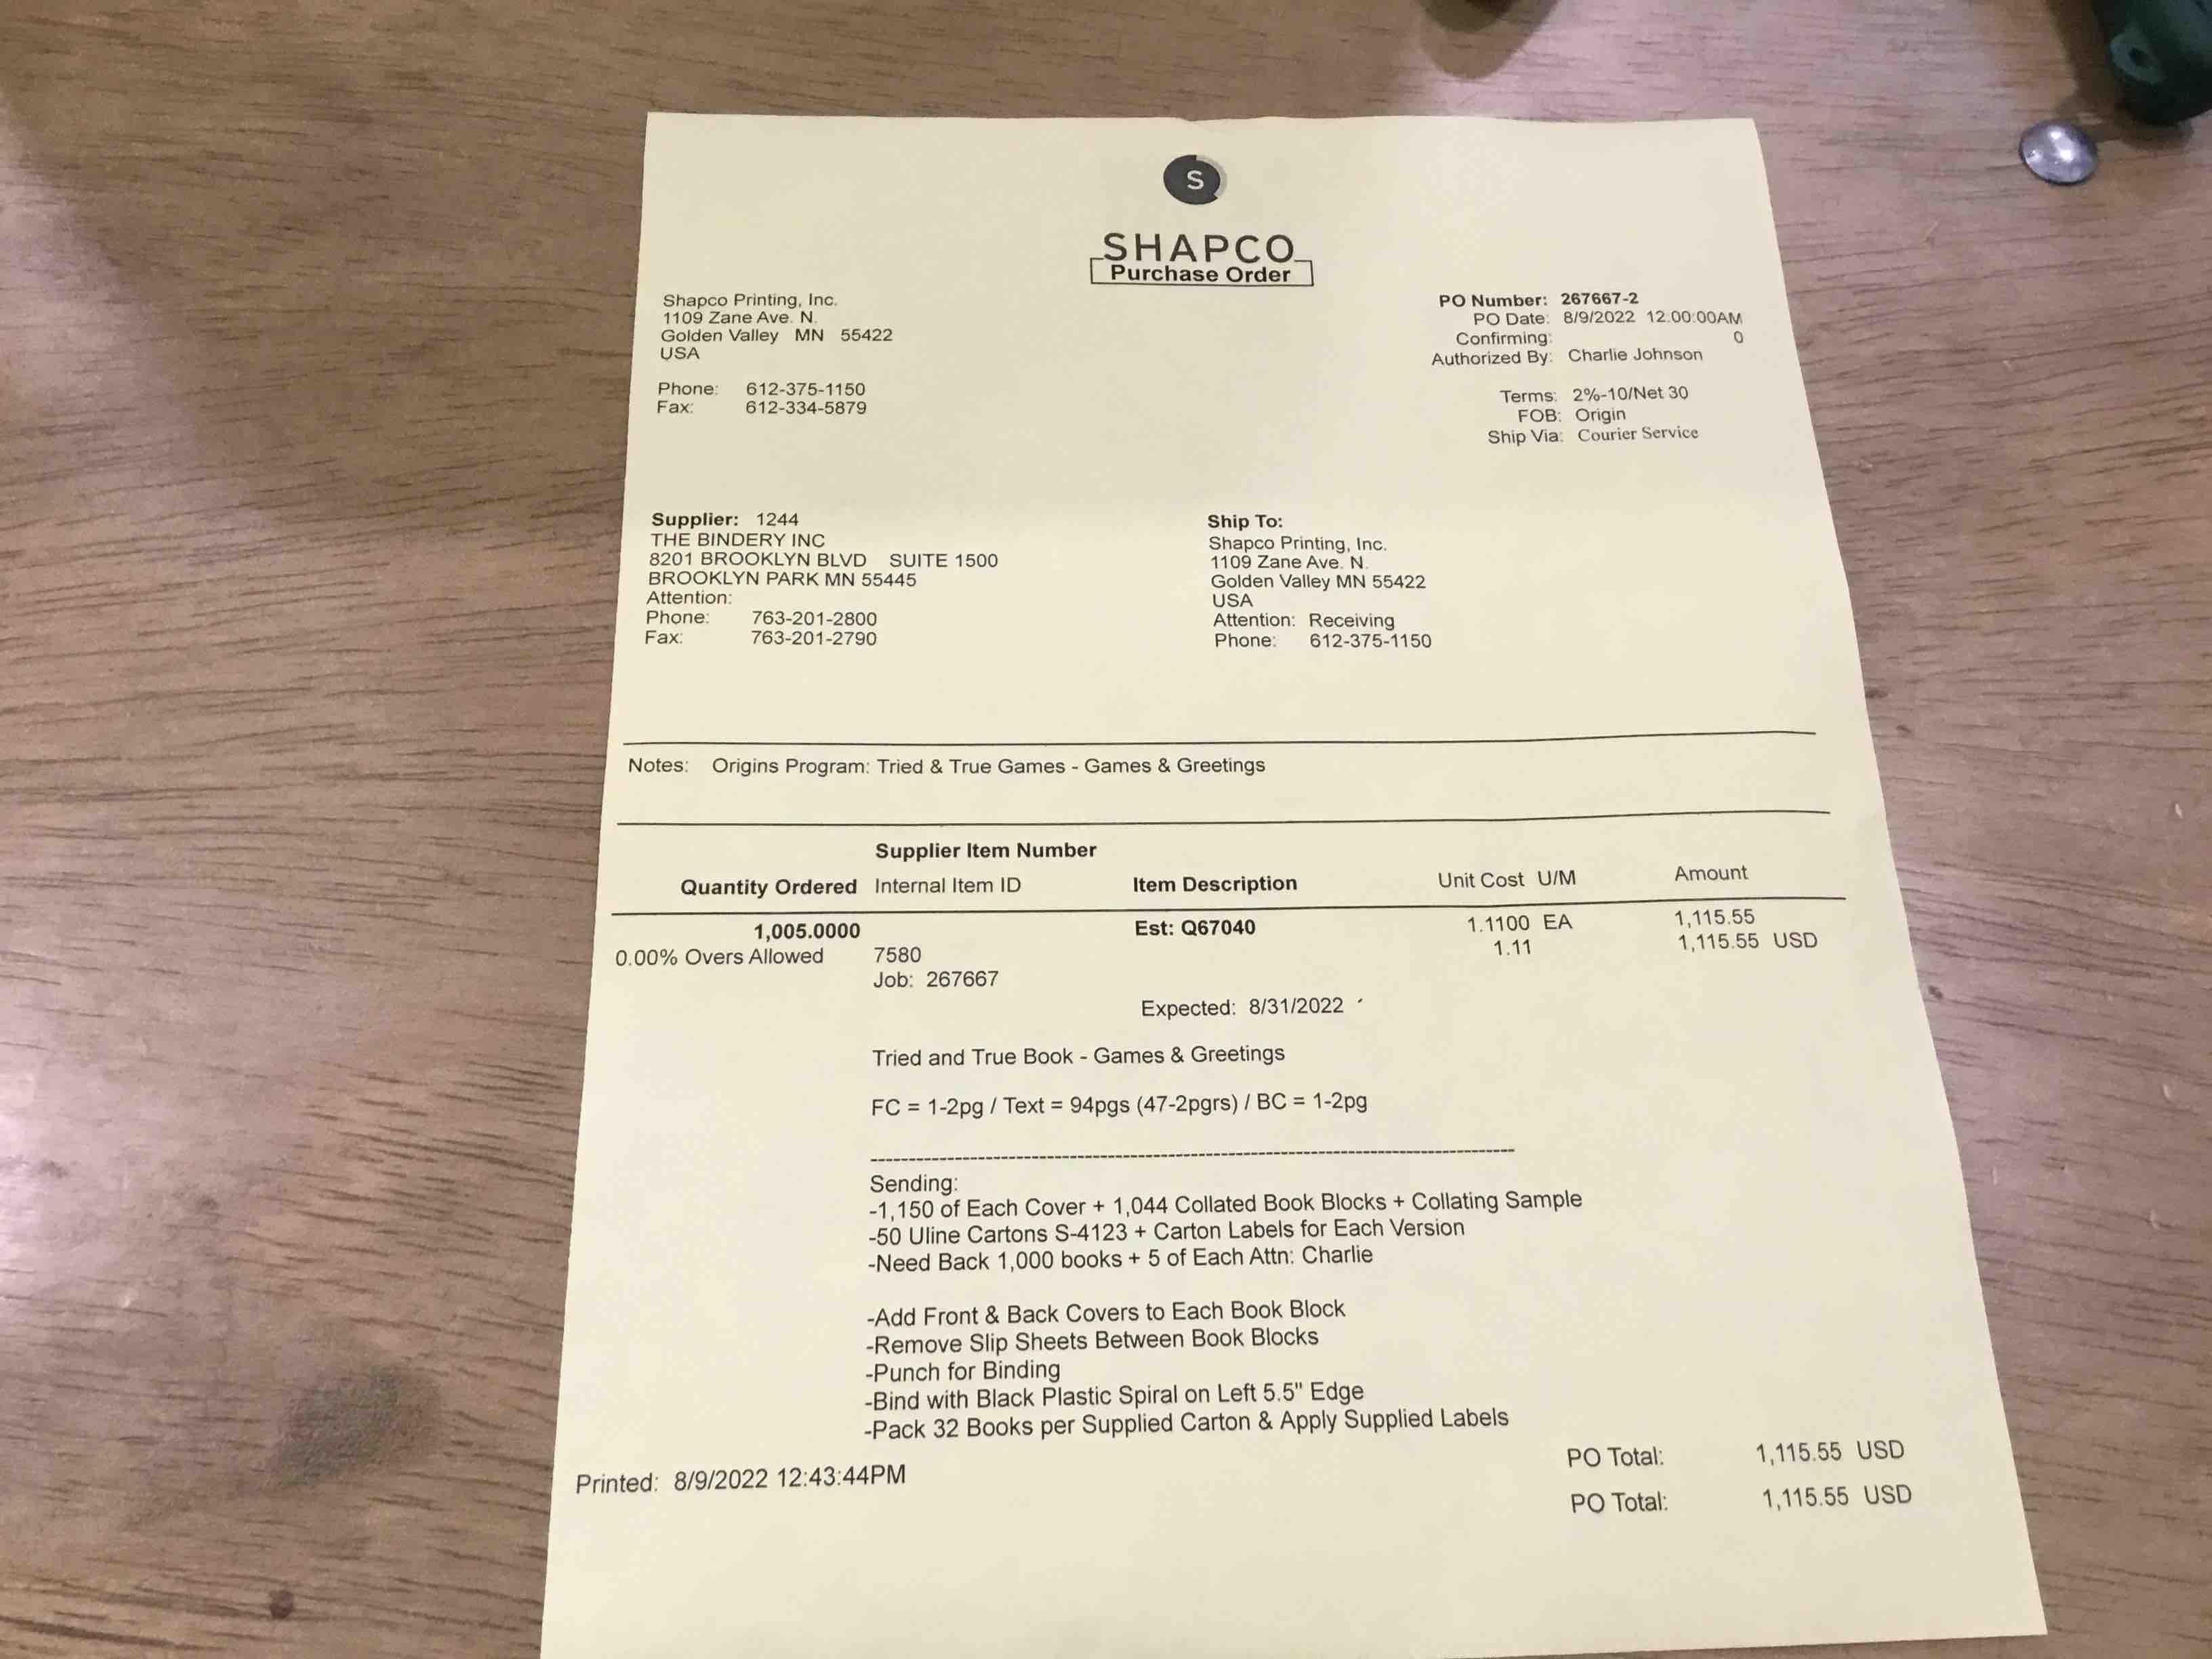 S
SHAPCO
Purchase Order
Shapco Printing, Inc.
1109 Zane Ave. N.
Golden Valley MN 55422
USA
Phone: 612-375-1150
Fax: 612-334-5879
PO Number: 267667-2
PO Date: 8/9/2022 12:00:00AM
Confirming: 0
Authorized By: Charlie Johnson
Terms: 2%-10/Net 30
FOB: Origin
Ship Via: Courier Service
Supplier: 1244
THE BINDERY INC
8201 BROOKLYN BLVD SUITE 1500
BROOKLYN PARK MN 55445
Attention:
Phone: 763-201-2800
Fax: 763-201-2790
Ship To:
Shapco Printing, Inc.
1109 Zane Ave. N.
Golden Valley MN 55422
USA
Attention: Receiving
Phone: 612-375-1150
Notes: Origins Program: Tried & True Games - Games & Greetings
Supplier Item Number
Quantity Ordered Internal Item ID Item Description Unit Cost U/M Amount
1,005.0000 Est: Q67040 1.1100 EA 1,115.55
0.00% Overs Allowed 7580 1.11 1,115.55 USD
Job: 267667
Expected: 8/31/2022
Tried and True Book - Games & Greetings
FC = 1-2pg / Text = 94pgs (47-2pgrs) / BC = 1-2pg
Sending:
-1,150 of Each Cover + 1,044 Collated Book Blocks + Collating Sample
-50 Uline Cartons S-4123 + Carton Labels for Each Version
-Need Back 1,000 books + 5 of Each Attn: Charlie
-Add Front & Back Covers to Each Book Block
-Remove Slip Sheets Between Book Blocks
-Punch for Binding
-Bind with Black Plastic Spiral on Left 5.5" Edge
-Pack 32 Books per Supplied Carton & Apply Supplied Labels
PO Total: 1,115.55 USD
Printed: 8/9/2022 12:43:44PM
PO Total: 1,115.55 USD